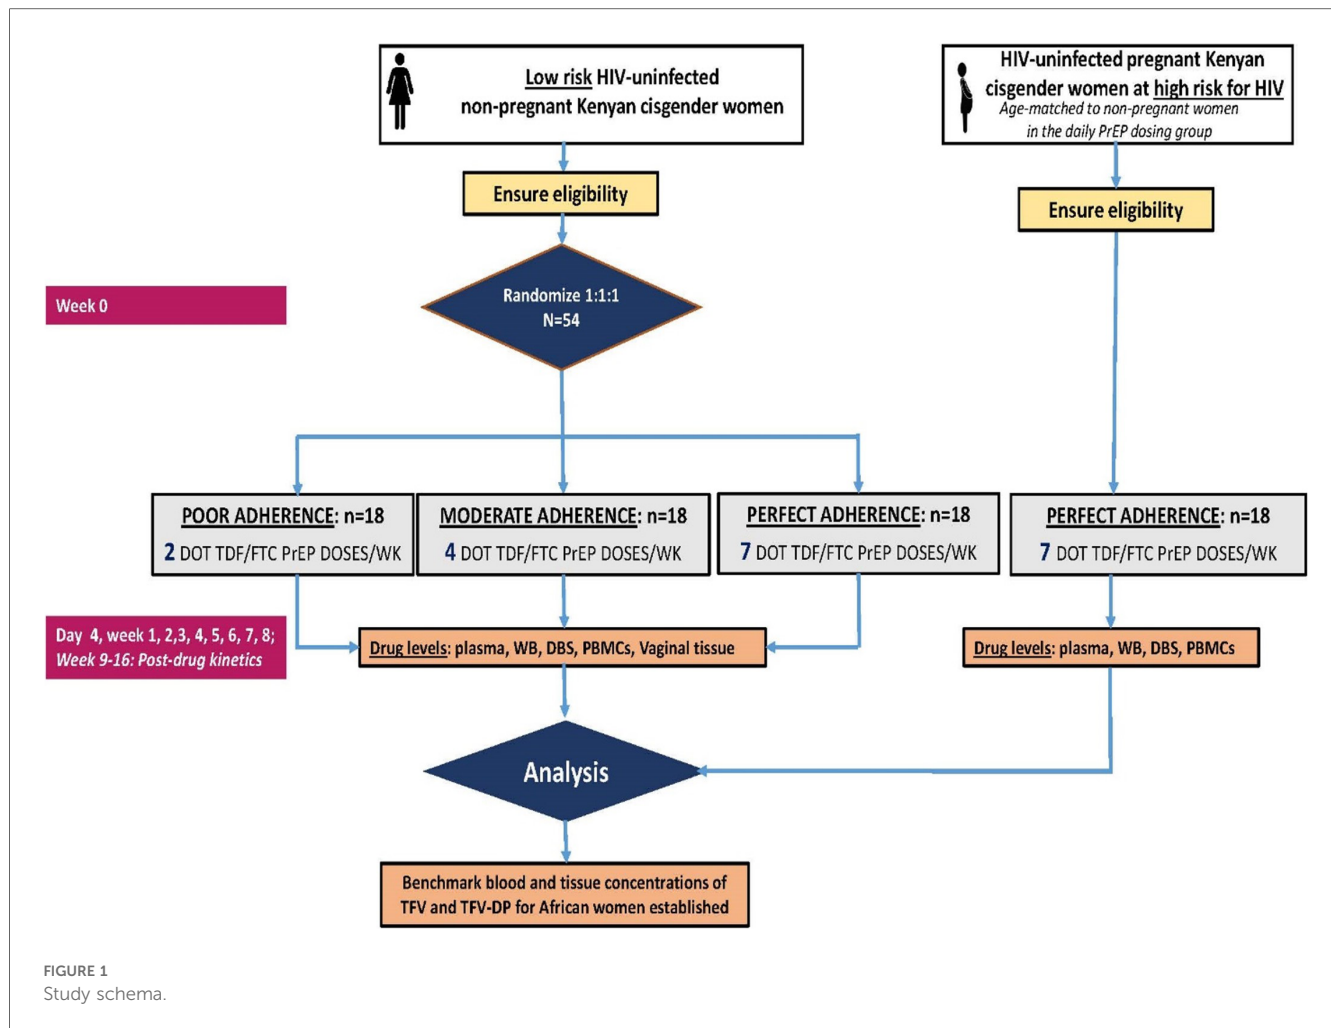 Low risk HIV-uninfected
non-pregnant Kenyan cisgender women
HIV-uninfected pregnant Kenyan
cisgender women at high risk for HIV
Age-matched to non-pregnant women
in the daily PrEP dosing group
Ensure eligibility
Ensure eligibility
Week 0
Randomize 1:1:1
N=54
POOR ADHERENCE: n=18
2 DOT TDF/FTC PrEP DOSES/WK
MODERATE ADHERENCE: n=18
4 DOT TDF/FTC PrEP DOSES/WK
PERFECT ADHERENCE: n=18
7 DOT TDF/FTC PrEP DOSES/WK
PERFECT ADHERENCE: n=18
7 DOT TDF/FTC PrEP DOSES/WK
Day 4, week 1, 2,3, 4, 5, 6, 7, 8;
Week 9-16: Post-drug kinetics
Drug levels: plasma, WB, DBS, PBMCs, Vaginal tissue
Drug levels: plasma, WB, DBS, PBMCs
Analysis
Benchmark blood and tissue concentrations of
TFV and TFV-DP for African women established
FIGURE 1
Study schema.